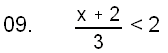 09. (x + 2)/3 < 2